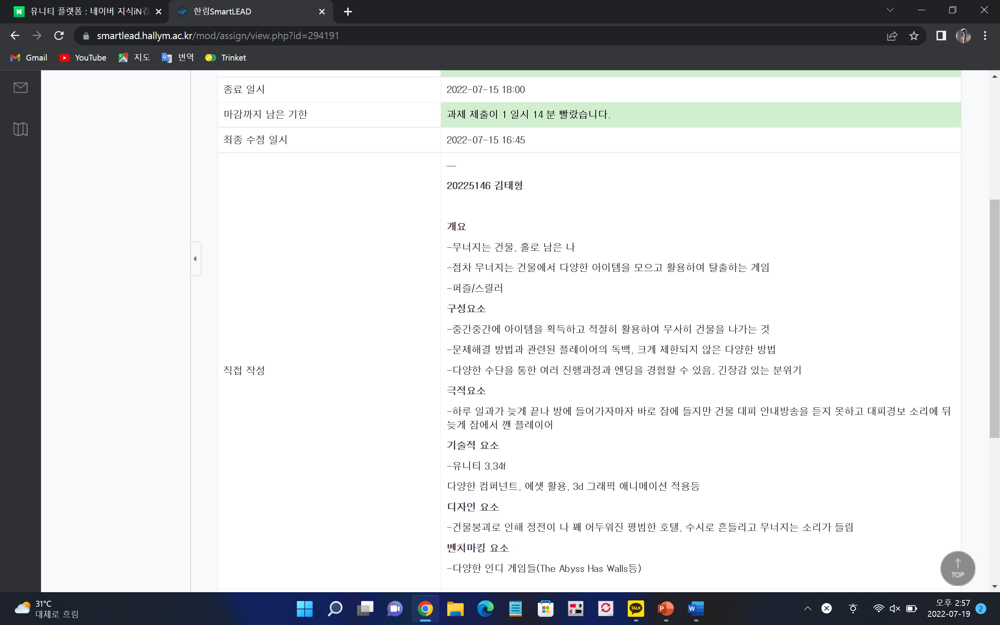 유니티 플랫폼 : 네이버 지식iN검
한림SmartLEAD
smartlead.hallym.ac.kr/mod/assign/view.php?id=294191
Gmail
YouTube
지도
번역
Trinket
종료 일시
2022-07-15 18:00
마감까지 남은 기한
과제 제출이 1 일시 14 분 빨랐습니다.
최종 수정 일시
2022-07-15 16:45
직접 작성
20225146 김태형
개요
-무너지는 건물, 홀로 남은 나
-점차 무너지는 건물에서 다양한 아이템을 모으고 활용하여 탈출하는 게임
-퍼즐/스릴러
구성요소
-중간중간에 아이템을 획득하고 적절히 활용하여 무사히 건물을 나가는 것
-문제해결 방법과 관련된 플레이어의 독백, 크게 제한되지 않은 다양한 방법
-다양한 수단을 통한 여러 진행과정과 엔딩을 경험할 수 있음, 긴장감 있는 분위기
극적요소
-하루 일과가 늦게 끝나 방에 들어가자마자 바로 잠에 들지만 건물 대피 안내방송을 듣지 못하고 대피경보 소리에 뒤
늦게 잠에서 깬 플레이어
기술적 요소
-유니티 3.34f
다양한 컴퍼넌트, 에셋 활용, 3d 그래픽 애니메이션 적용등
디자인 요소
-건물붕괴로 인해 정전이 나 꽤 어두워진 평범한 호텔, 수시로 흔들리고 무너지는 소리가 들림
벤치마킹 요소
-다양한 인디 게임들(The Abyss Has Walls등)
TOP
31°C
대체로 흐림
TALK
오후 2:57
2022-07-19
2